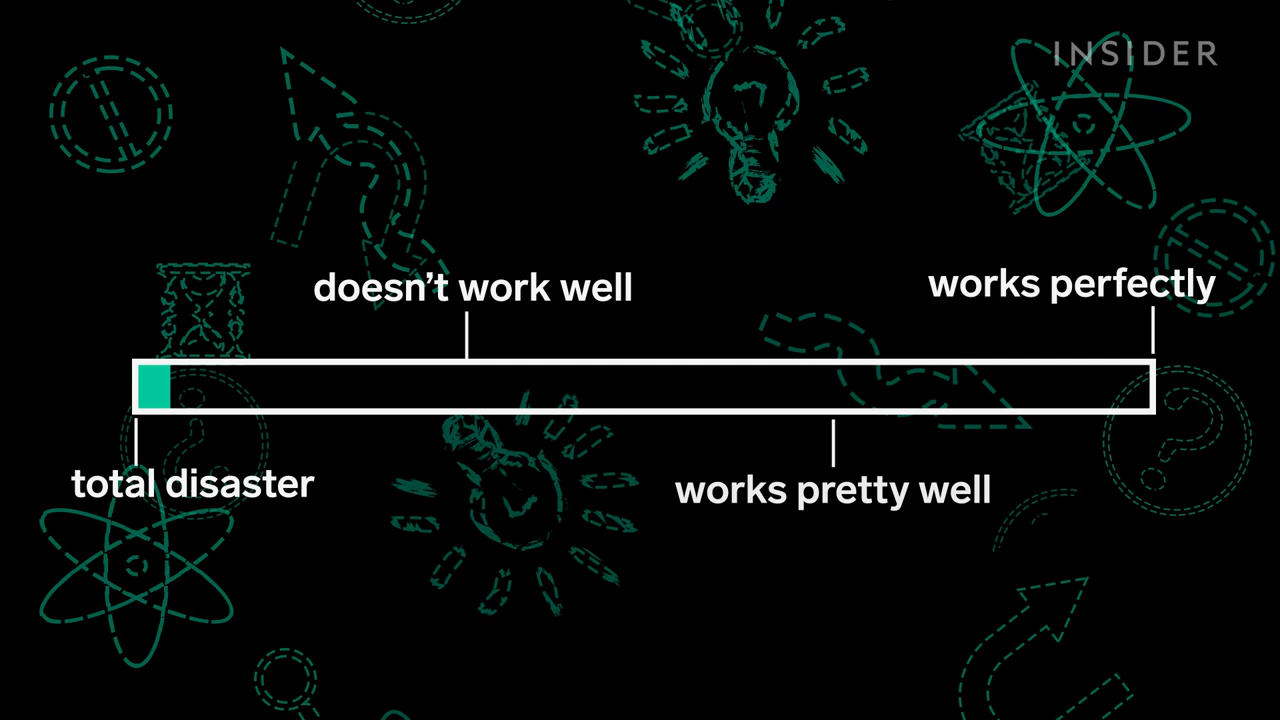 INSIDER
doesn’t work well
works perfectly
total disaster
works pretty well